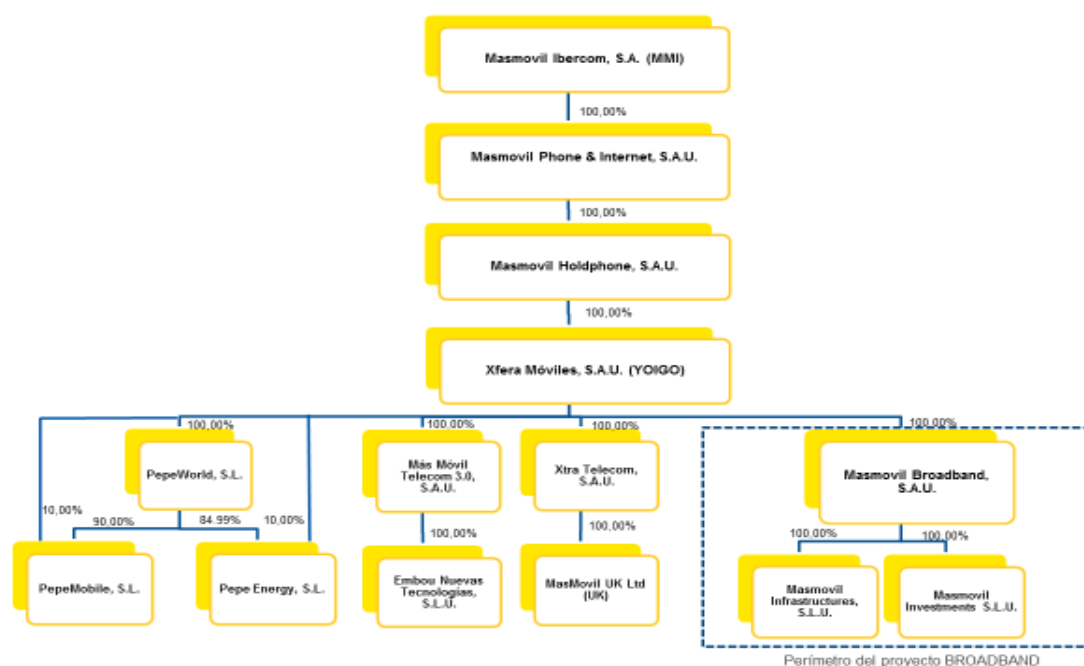 Masmovil Ibercom, S.A. (MMI)
100,00%
Masmovil Phone & Internet, S.A.U.
100,00%
Masmovil Holdphone, S.A.U.
100,00%
Xfera Móviles, S.A.U. (YOIGO)
100,00%
100,00%
100,00%
100,00%
PepeWorld, S.L.
Más Móvil
Telecom 3.0,
S.A.U.
Xtra Telecom,
S.A.U.
Masmovil Broadband,
S.A.U.
10,00%
90,00%
84.99%
10,00%
100,00%
100,00%
100,00%
100,00%
PepeMobile, S.L.
Pepe Energy, S.L.
Embou Nuevas
Tecnologías,
S.L.U.
MasMovil UK Ltd
(UK)
Masmovil
Infrastructures,
S.L.U.
Masmovil
Investments S.L.U.
Perímetro del proyecto BROADBAND